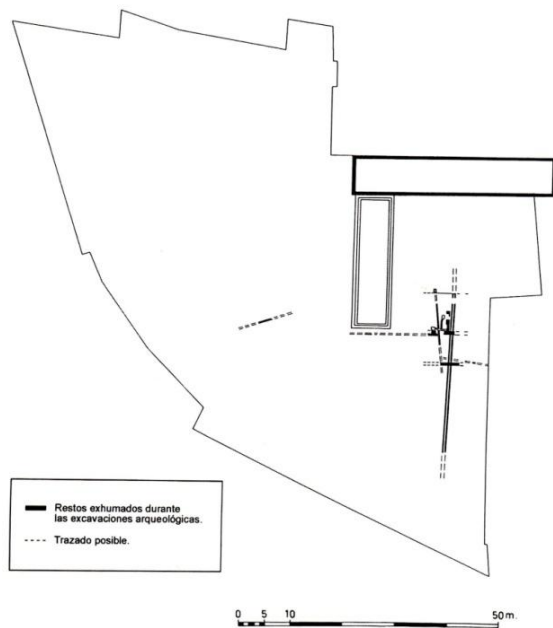 Restos exhumados durante
las excavaciones arqueológicas.
Trazado posible.
0 5 10 50 m.